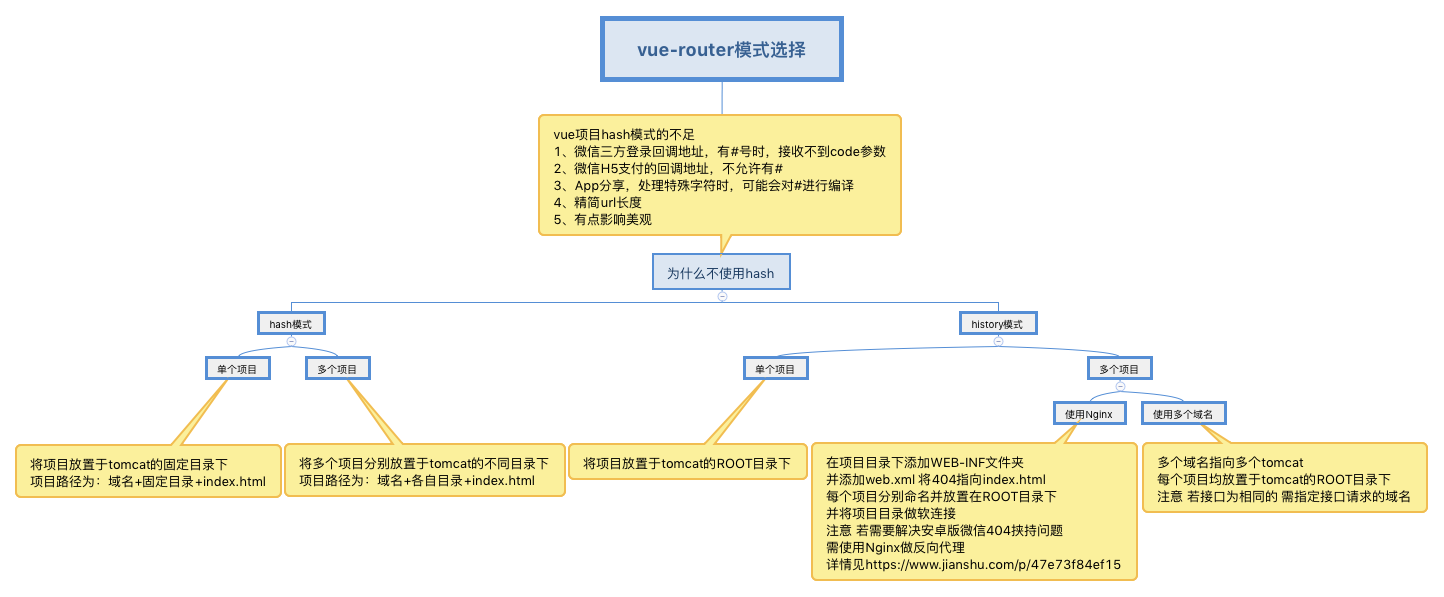 vue-router模式选择
vue项目hash模式的不足
1、微信三方登录回调地址，有#号时，接收不到code参数
2、微信H5支付的回调地址，不允许有#
3、App分享，处理特殊字符时，可能会对#进行编译
4、精简url长度
5、有点影响美观
为什么不使用hash
hash模式
history模式
单个项目
多个项目
单个项目
多个项目
使用Nginx
使用多个域名
将项目放置于tomcat的固定目录下
项目路径为：域名+固定目录+index.html
将多个项目分别放置于tomcat的不同目录下
项目路径为：域名+各自目录+index.html
将项目放置于tomcat的ROOT目录下
在项目目录下添加WEB-INF文件夹
并添加web.xml 将404指向index.html
每个项目分别命名并放置在ROOT目录下
并将项目目录做软连接
注意 若需要解决安卓版微信404挟持问题
需使用Nginx做反向代理
详情见https://www.jianshu.com/p/47e73f84ef15
多个域名指向多个tomcat
每个项目均放置于tomcat的ROOT目录下
注意 若接口为相同的 需指定接口请求的域名